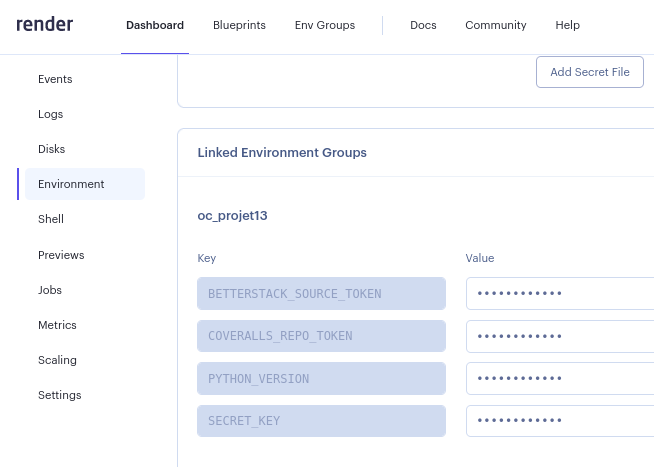 render Dashboard Blueprints Env Groups Docs Community Help
Events
Logs
Disks
Environment
Shell
Previews
Jobs
Metrics
Scaling
Settings
Add Secret File
Linked Environment Groups
oc_projet13
Key Value
BETTERSTACK_SOURCE_TOKEN ••••••••••••
COVERALLS_REPO_TOKEN ••••••••••••
PYTHON_VERSION ••••••••••••
SECRET_KEY ••••••••••••